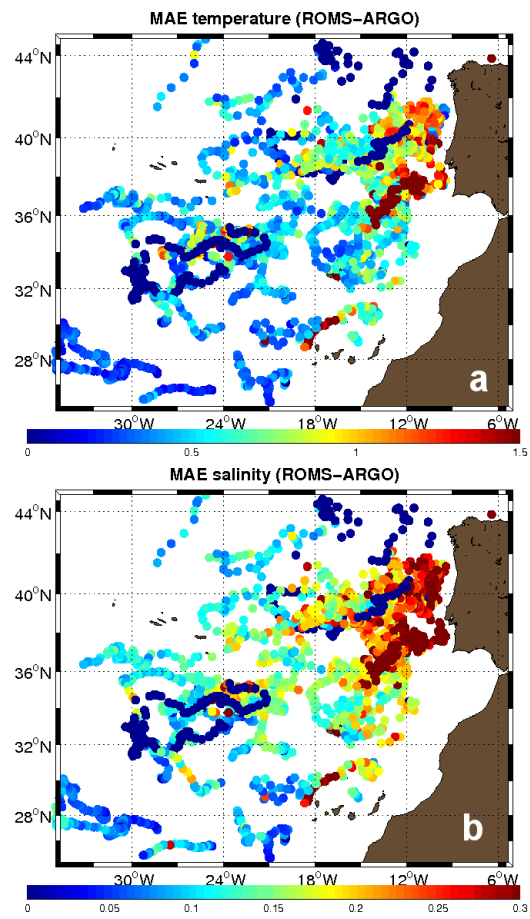 MAE temperature (ROMS−ARGO)
44°N
40°N
36°N
32°N
28°N
a
30°W 24°W 18°W 12°W 6°W
0 0.5 1 1.5
MAE salinity (ROMS−ARGO)
44°N
40°N
36°N
32°N
28°N
b
30°W 24°W 18°W 12°W 6°W
0 0.05 0.1 0.15 0.2 0.25 0.3